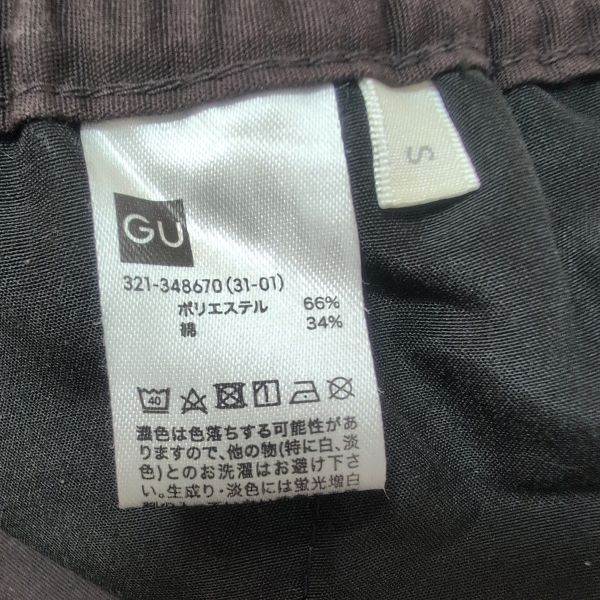 S
GU
321-348670(31-01)
ポリエステル 66%
綿 34%
40
濃色は色落ちする可能性があ
りますので、他の物(特に白、淡
色)とのお洗濯はお避け下さ
い。生成り・淡色には蛍光増白